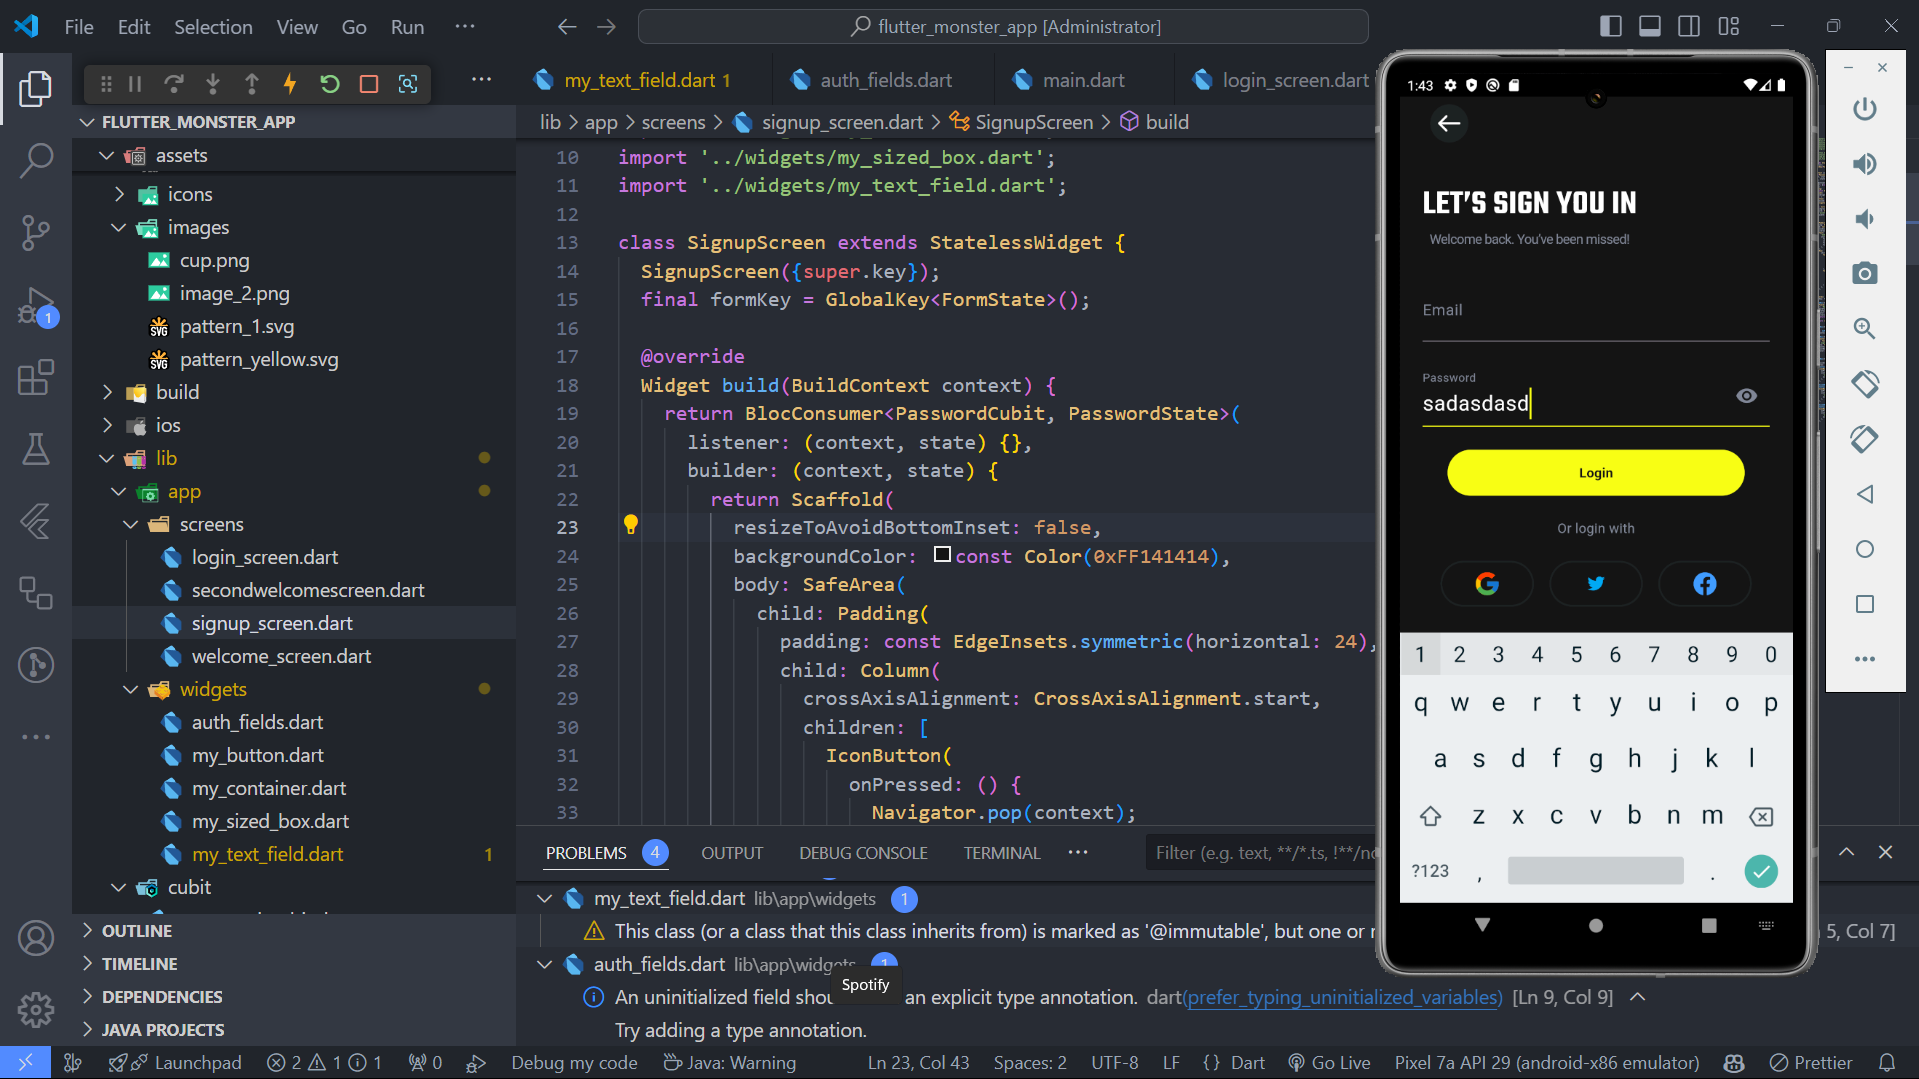 File Edit Selection View Go Run ···
flutter_monster_app [Administrator]
my_text_field.dart 1
auth_fields.dart
main.dart
login_screen.dart
FLUTTER_MONSTER_APP
lib > app > screens > signup_screen.dart > SignupScreen > build
assets
icons
images
cup.png
image_2.png
pattern_1.svg
pattern_yellow.svg
build
ios
lib
app
screens
login_screen.dart
secondwelcomescreen.dart
signup_screen.dart
welcome_screen.dart
widgets
auth_fields.dart
my_button.dart
my_container.dart
my_sized_box.dart
my_text_field.dart 1
cubit
OUTLINE
TIMELINE
DEPENDENCIES
JAVA PROJECTS
1
10 import '../widgets/my_sized_box.dart';
11 import '../widgets/my_text_field.dart';
12
13 class SignupScreen extends StatelessWidget {
14 SignupScreen({super.key});
15 final formKey = GlobalKey<FormState>();
16
17 @override
18 Widget build(BuildContext context) {
19 return BlocConsumer<PasswordCubit, PasswordState>(
20 listener: (context, state) {},
21 builder: (context, state) {
22 return Scaffold(
23 resizeToAvoidBottomInset: false,
24 backgroundColor: const Color(0xFF141414),
25 body: SafeArea(
26 child: Padding(
27 padding: const EdgeInsets.symmetric(horizontal: 24),
28 child: Column(
29 crossAxisAlignment: CrossAxisAlignment.start,
30 children: [
31 IconButton(
32 onPressed: () {
33 Navigator.pop(context);
PROBLEMS 4 OUTPUT DEBUG CONSOLE TERMINAL ···
Filter (e.g. text, **/*.ts, !**/no
my_text_field.dart lib\app\widgets 1
This class (or a class that this class inherits from) is marked as '@immutable', but one or
5, Col 7]
auth_fields.dart lib\app\widgets 1
Spotify
An uninitialized field shou an explicit type annotation. dart(prefer_typing_uninitialized_variables) [Ln 9, Col 9]
Try adding a type annotation.
Launchpad 2 1 1 0 Debug my code Java: Warning Ln 23, Col 43 Spaces: 2 UTF-8 LF {} Dart Go Live Pixel 7a API 29 (android-x86 emulator) Prettier
1:43
LET'S SIGN YOU IN
Welcome back. You've been missed!
Email
Password
sadasdasd
Login
Or login with
1 2 3 4 5 6 7 8 9 0
q w e r t y u i o p
a s d f g h j k l
z x c v b n m
?123 , .